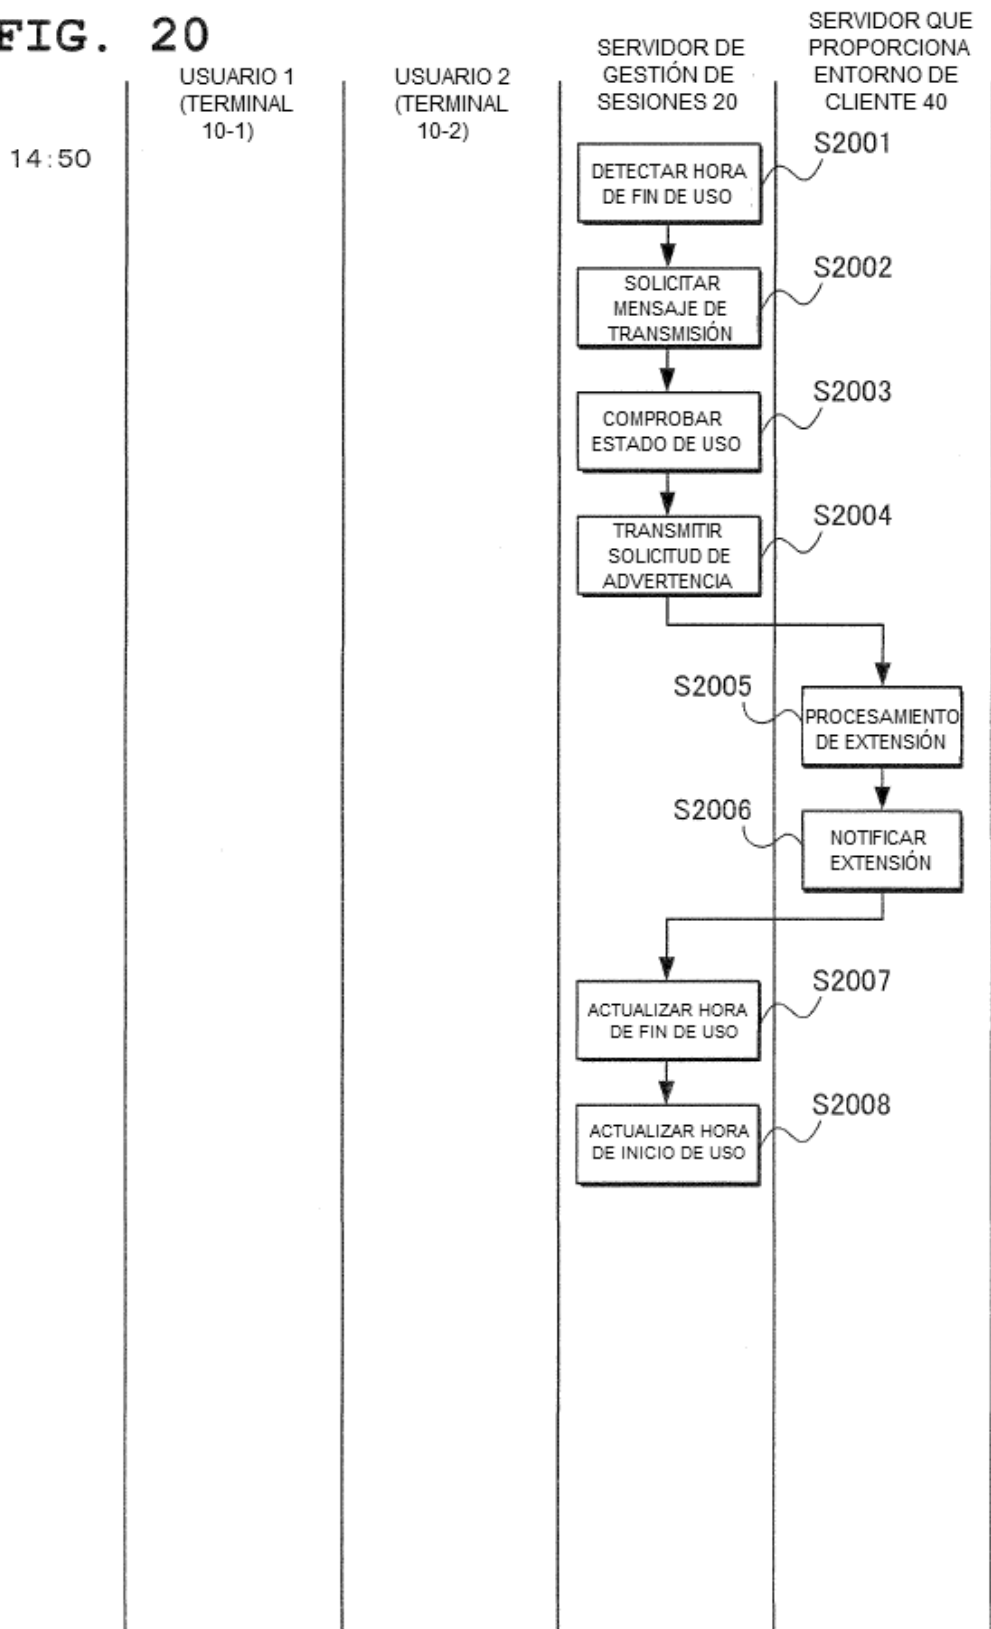 FIG. 20
USUARIO 1
(TERMINAL
10-1)
USUARIO 2
(TERMINAL
10-2)
SERVIDOR DE
GESTIÓN DE
SESIONES 20
SERVIDOR QUE
PROPORCIONA
ENTORNO DE
CLIENTE 40
14:50
DETECTAR HORA
DE FIN DE USO
S2001
SOLICITAR
MENSAJE DE
TRANSMISIÓN
S2002
COMPROBAR
ESTADO DE USO
S2003
TRANSMITIR
SOLICITUD DE
ADVERTENCIA
S2004
S2005
PROCESAMIENTO
DE EXTENSIÓN
S2006
NOTIFICAR
EXTENSIÓN
ACTUALIZAR HORA
DE FIN DE USO
S2007
ACTUALIZAR HORA
DE INICIO DE USO
S2008